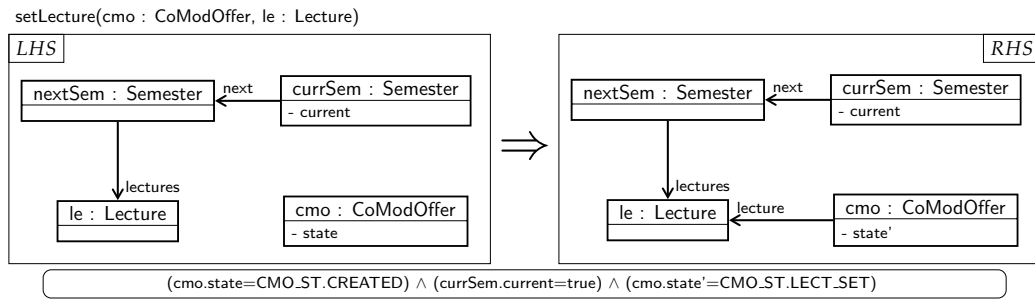 setLecture(cmo : CoModOffer, le : Lecture)
LHS
RHS
nextSem : Semester
next
currSem : Semester
- current
lectures
le : Lecture
cmo : CoModOffer
- state
⇒
nextSem : Semester
next
currSem : Semester
- current
lectures
le : Lecture
lecture
cmo : CoModOffer
- state'
(cmo.state=CMO_ST.CREATED) ∧ (currSem.current=true) ∧ (cmo.state'=CMO_ST.LECT_SET)